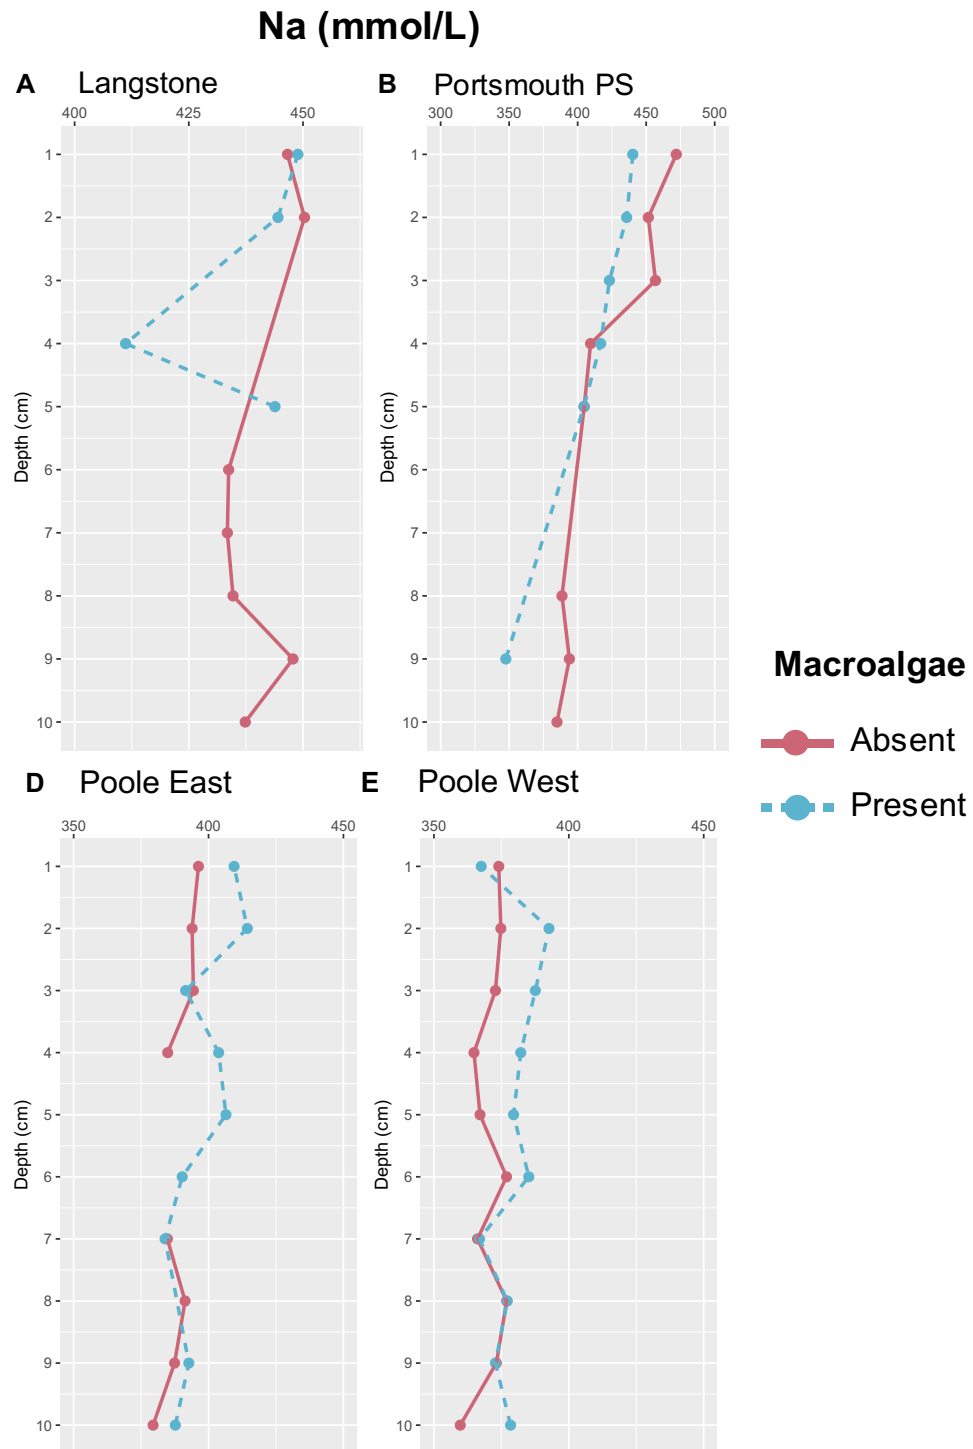 Na (mmol/L)
A Langstone
400 425 450
1
2
3
4
5
6
7
8
9
10
Depth (cm)
B Portsmouth PS
300 350 400 450 500
1
2
3
4
5
6
7
8
9
10
Depth (cm)
D Poole East
350 400 450
1
2
3
4
5
6
7
8
9
10
Depth (cm)
E Poole West
350 400 450
1
2
3
4
5
6
7
8
9
10
Depth (cm)
Macroalgae
Absent
Present